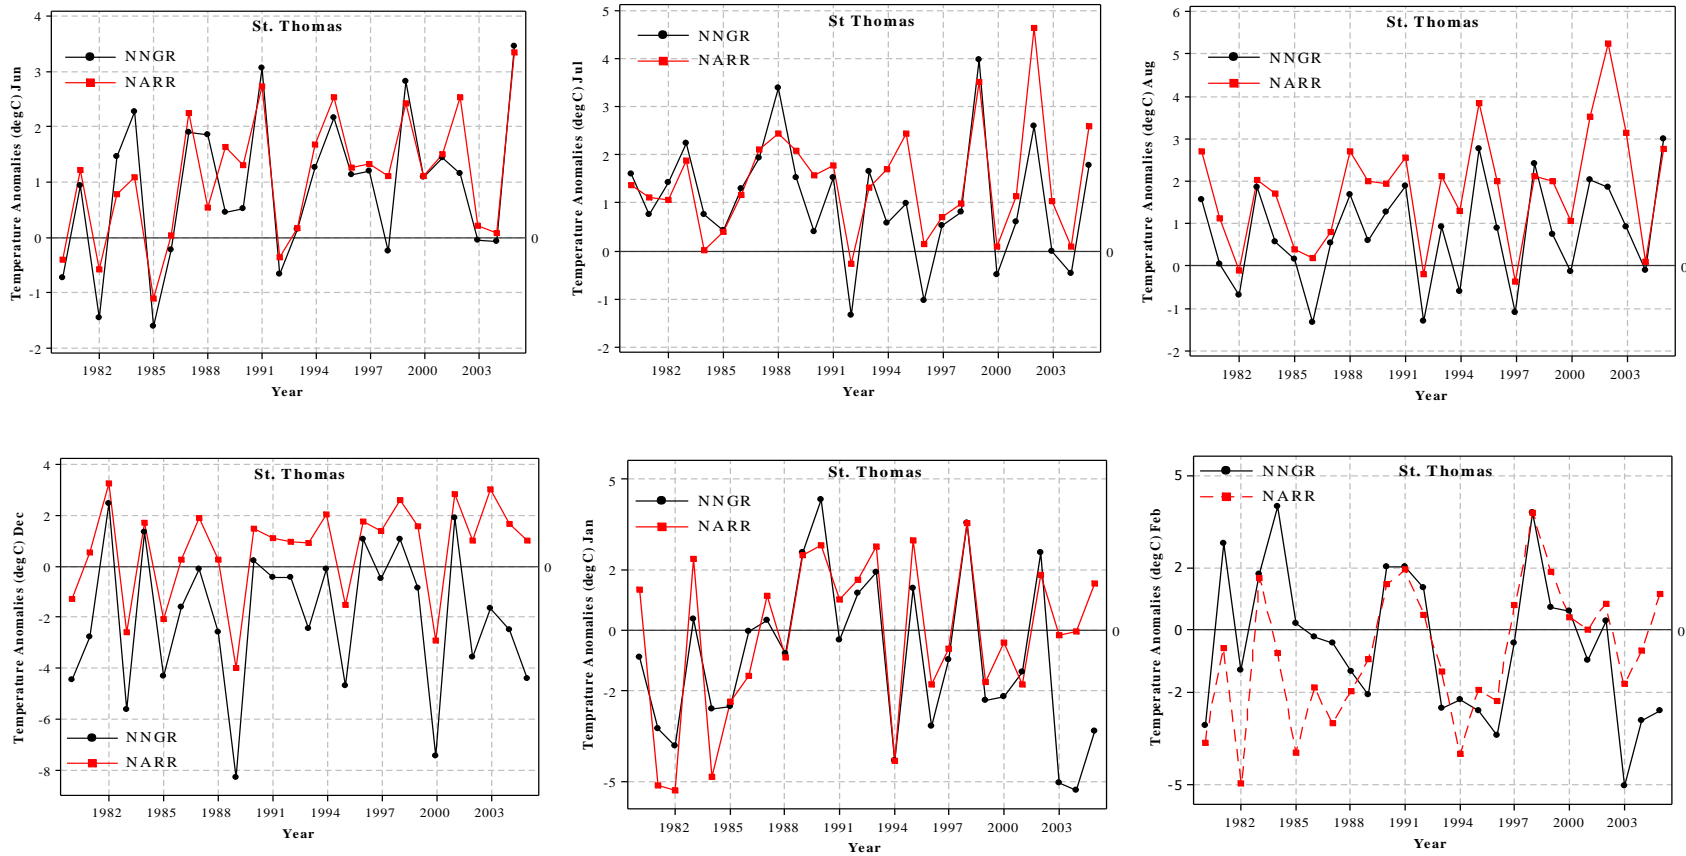 St. Thomas
NNGR
NARR
Temperature Anomalies (degC) Jun
4
3
2
1
0
-1
-2
0
1982 1985 1988 1991 1994 1997 2000 2003
Year
St Thomas
NNGR
NARR
Temperature Anomalies (degC) Jul
5
4
3
2
1
0
-1
-2
0
1982 1985 1988 1991 1994 1997 2000 2003
Year
St. Thomas
NNGR
NARR
Temperature Anomalies (degC) Aug
6
5
4
3
2
1
0
-1
-2
0
1982 1985 1988 1991 1994 1997 2000 2003
Year
St. Thomas
NNGR
NARR
Temperature Anomalies (degC) Dec
4
2
0
-2
-4
-6
-8
0
1982 1985 1988 1991 1994 1997 2000 2003
Year
St. Thomas
NNGR
NARR
Temprature Anomalies (degC) Jan
5
2
0
-2
-5
0
1982 1985 1988 1991 1994 1997 2000 2003
Year
St. Thomas
NNGR
NARR
Temperature Anomalies (degC) Feb
5
2
0
-2
-5
0
1982 1985 1988 1991 1994 1997 2000 2003
Year